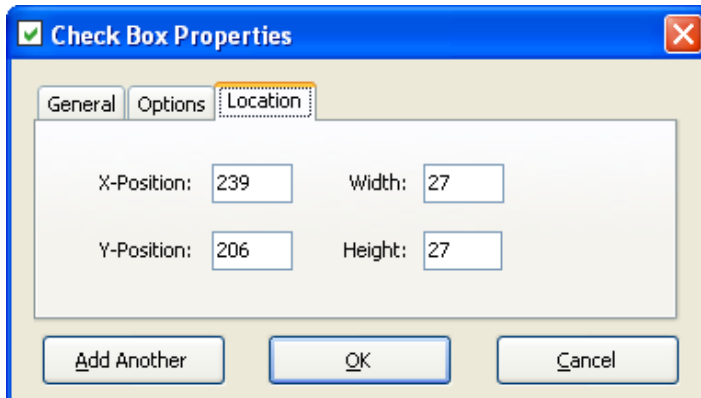 Check Box Properties
General Options Location
X-Position: 239 Width: 27
Y-Position: 206 Height: 27
Add Another OK Cancel